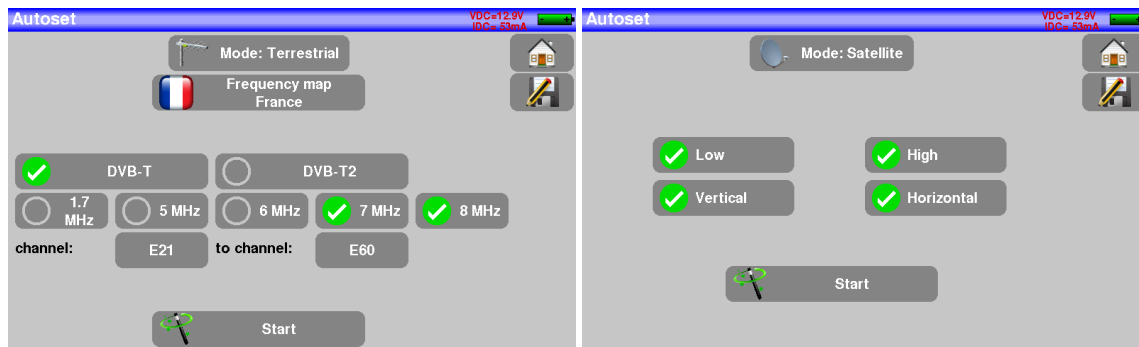 Autoset
VDC=12.9V
IDC= 53mA
Mode: Terrestrial
Frequency map
France
DVB-T
DVB-T2
1.7
MHz
5 MHz
6 MHz
7 MHz
8 MHz
channel:
E21
to channel:
E60
Start
Autoset
VDC=12.9V
IDC= 53mA
Mode: Satellite
Low
High
Vertical
Horizontal
Start